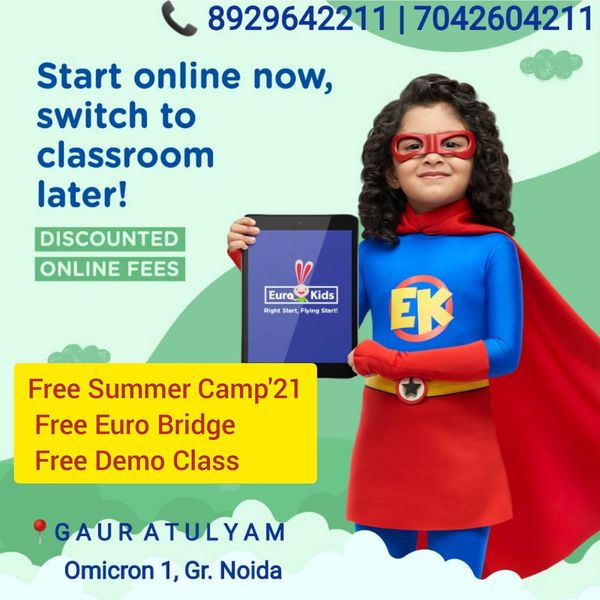 8929642211 | 7042604211
Start online now,
switch to
classroom
later!
DISCOUNTED
ONLINE FEES
Euro Kids
Right Start, Flying Start!
EK
Free Summer Camp'21
Free Euro Bridge
Free Demo Class
GAUR ATULYAM
Omicron 1, Gr. Noida